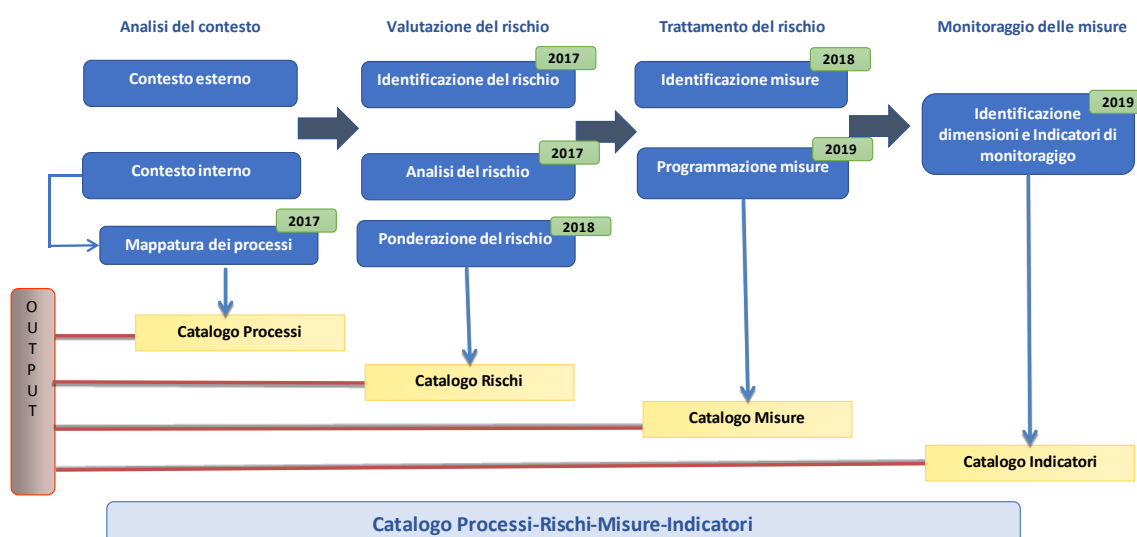 Analisi del contesto
Valutazione del rischio
Trattamento del rischio
Monitoraggio delle misure
Contesto esterno
2017
Identificazione del rischio
2018
Identificazione misure
2019
Identificazione
dimensioni e Indicatori di
monitoragigo
Contesto interno
2017
Analisi del rischio
2019
Programmazione misure
2017
Mappatura dei processi
2018
Ponderazione del rischio
OUTPUT
Catalogo Processi
Catalogo Rischi
Catalogo Misure
Catalogo Indicatori
Catalogo Processi-Rischi-Misure-Indicatori